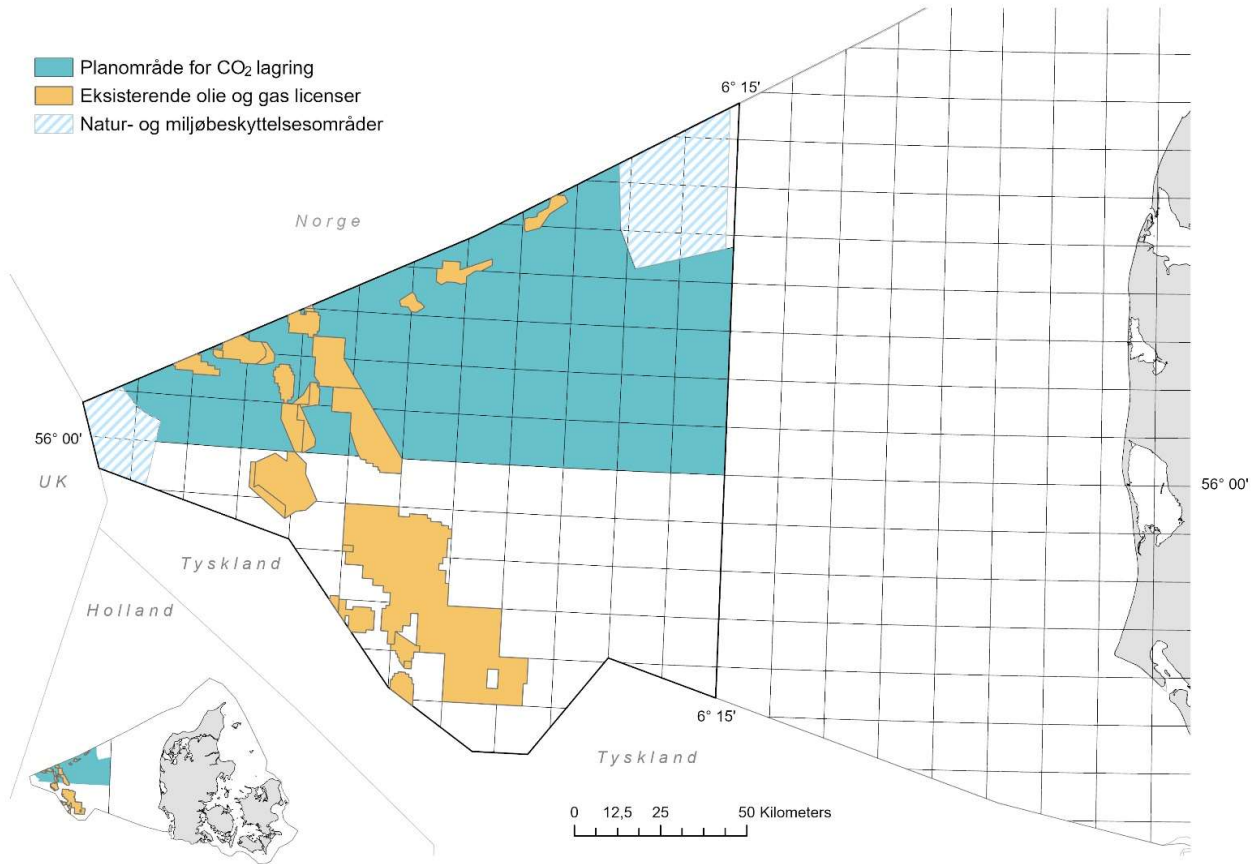 Planområde for CO₂ lagring
Eksisterende olie og gas licenser
Natur- og miljøbeskyttelsesområder
6° 15'
Norge
56° 00'
UK
56° 00'
Tyskland
Holland
6° 15'
Tyskland
0 12,5 25 50 Kilometers